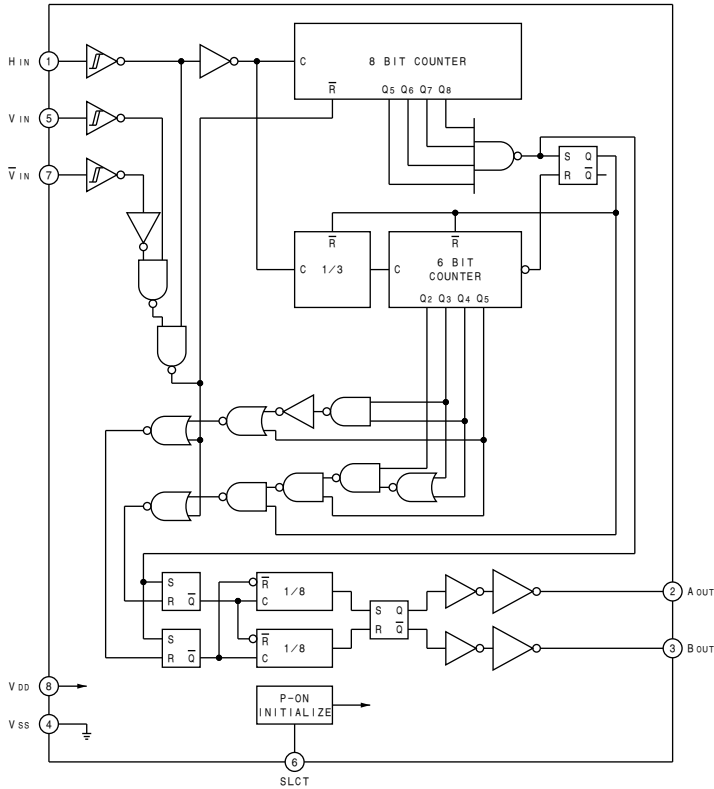 H IN 1
C 8 BIT COUNTER
R̅ Q5 Q6 Q7 Q8
V IN 5
V̅ IN 7
S Q
R Q̅
R̅ R̅
C 1/3 C 6 BIT
COUNTER
Q2 Q3 Q4 Q5
S
R Q̅
R̅
C 1/8
S Q
R Q̅
2 A OUT
S
R Q̅
R̅
C 1/8
3 B OUT
V DD 8
V SS 4
P-ON
INITIALIZE
6
SLCT